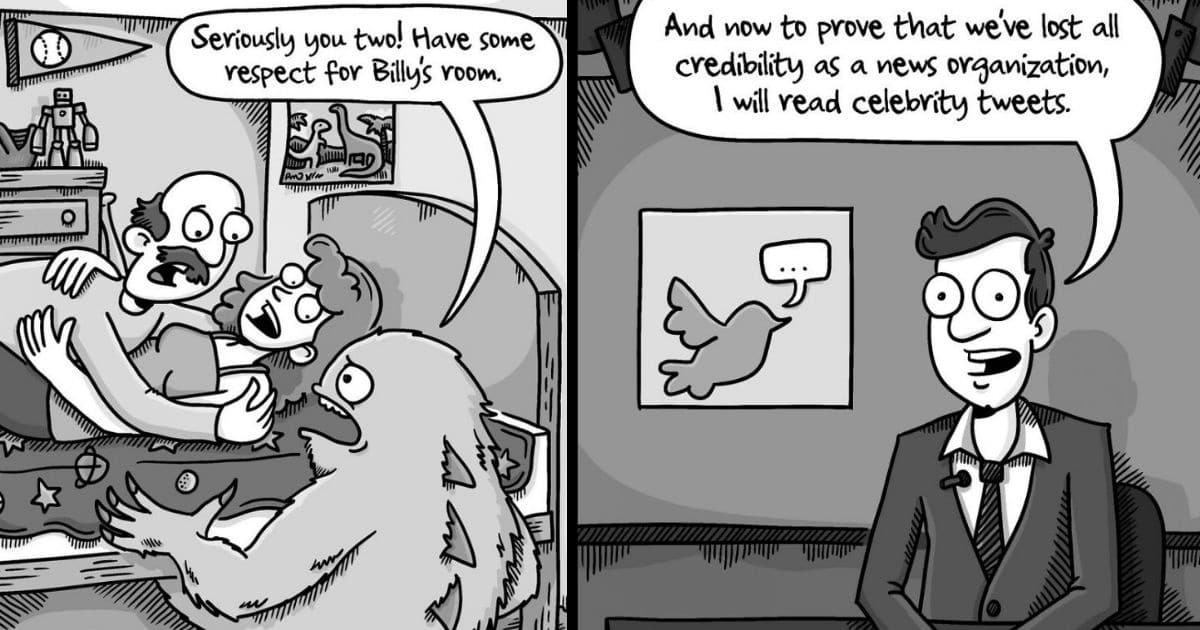 Seriously you two! Have some
respect for Billy's room.
And now to prove that we've lost all
credibility as a news organization,
I will read celebrity tweets.
...